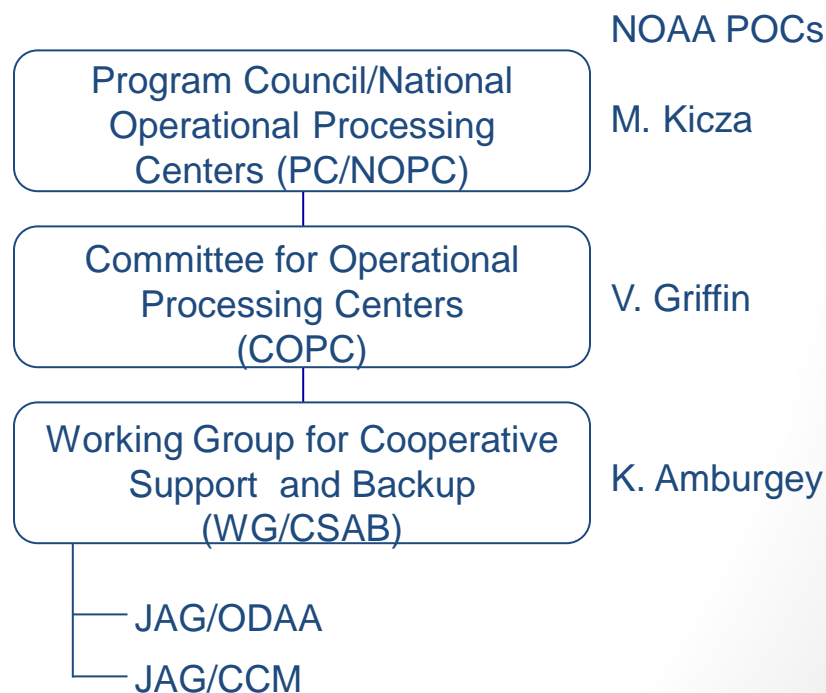 NOAA POCs
Program Council/National
Operational Processing
Centers (PC/NOPC)
M. Kicza
Committee for Operational
Processing Centers
(COPC)
V. Griffin
Working Group for Cooperative
Support and Backup
(WG/CSAB)
K. Amburgey
JAG/ODAA
JAG/CCM